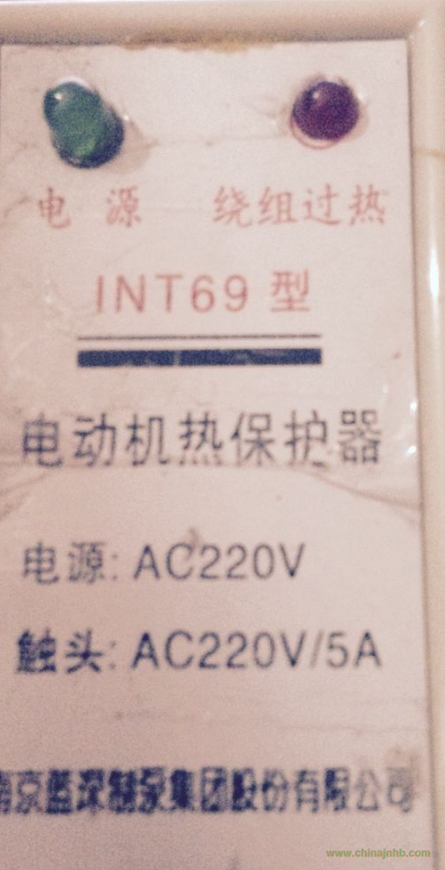 电 源 绕组过热
INT69 型
电动机热保护器
电源: AC220V
触头: AC220V/5A
南京蓝深制泵集团股份有限公司
www.chinajnhb.com